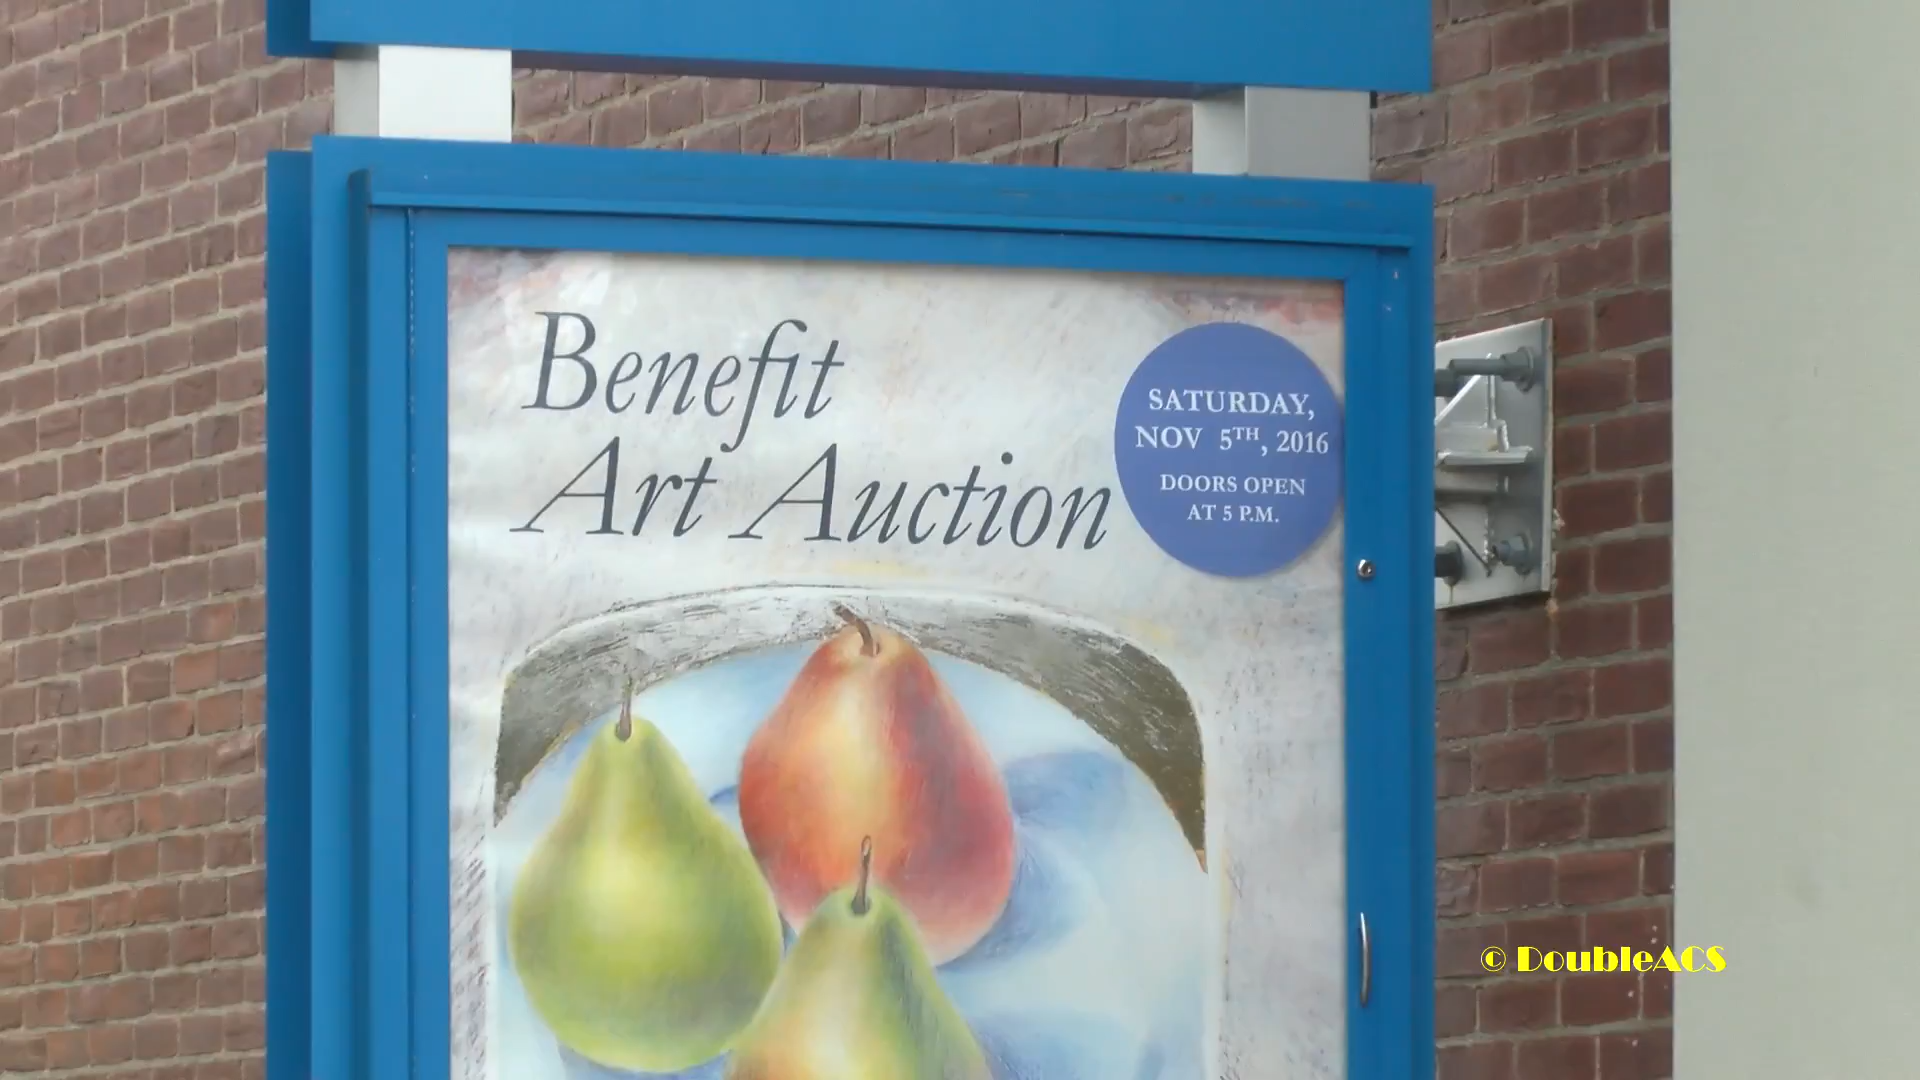 Benefit
Art Auction
SATURDAY,
NOV 5TH, 2016
DOORS OPEN
AT 5 P.M.
© DoubleACS